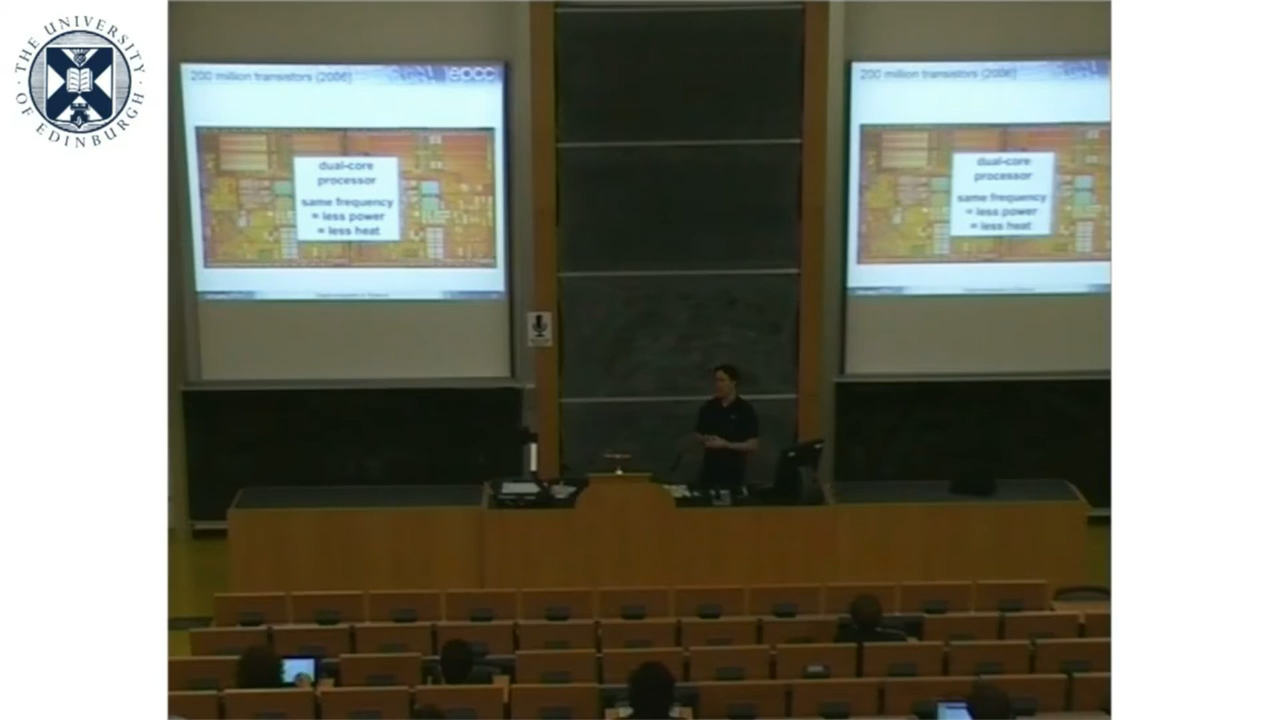 THE UNIVERSITY OF EDINBURGH
200 million transistors (2006)
epcc
dual-core
processor
same frequency
= less power
= less heat
200 million transistors (2006)
dual-core
processor
same frequency
= less power
= less heat